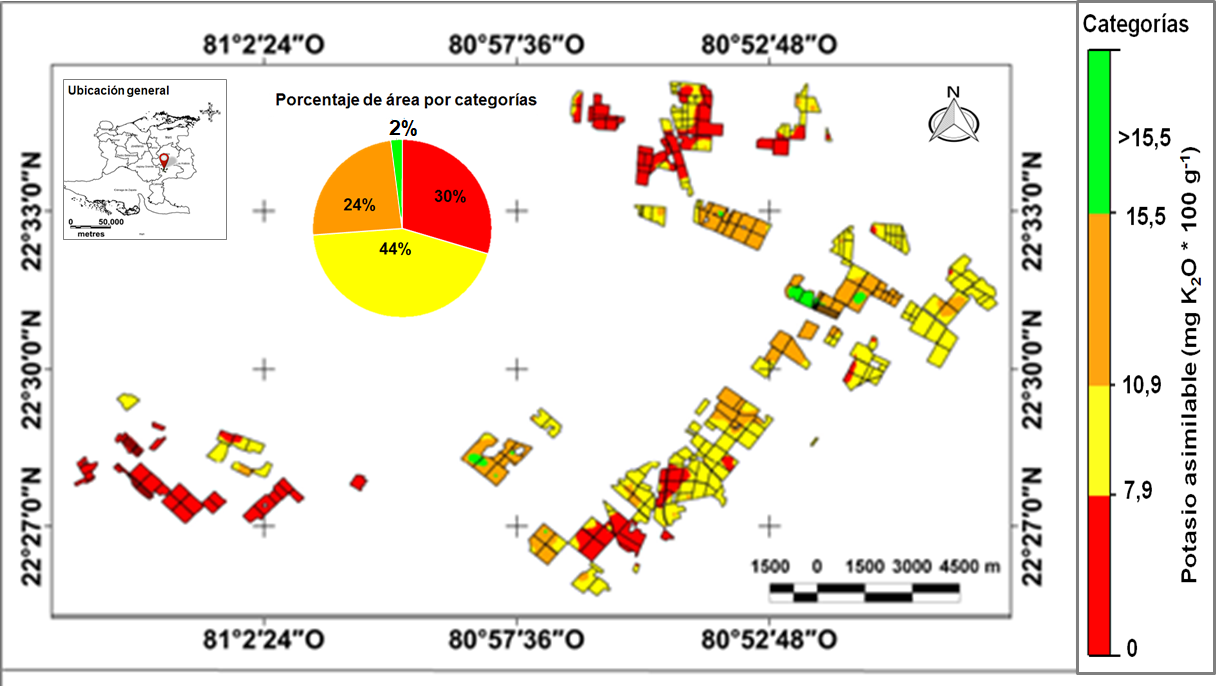 Categorías
81°2′24″O 80°57′36″O 80°52′48″O
Ubicación general
0 50,000
metres
Porcentaje de área por categorías
2%
30%
24%
44%
N
22°33′0″N
22°30′0″N
22°27′0″N
22°33′0″N
22°30′0″N
22°27′0″N
1500 0 1500 3000 4500 m
81°2′24″O 80°57′36″O 80°52′48″O
>15,5
15,5
10,9
7,9
0
Potasio asimilable (mg K₂O * 100 g⁻¹)